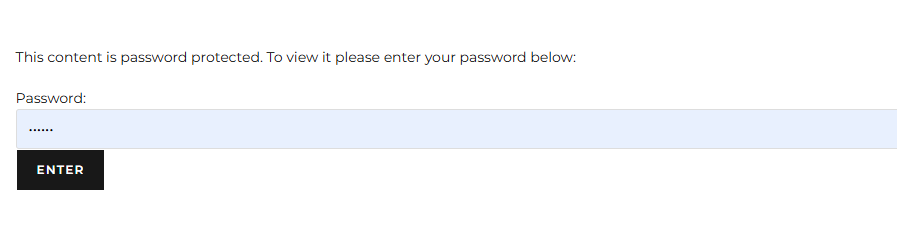 This content is password protected. To view it please enter your password below:
Password:
••••••
ENTER